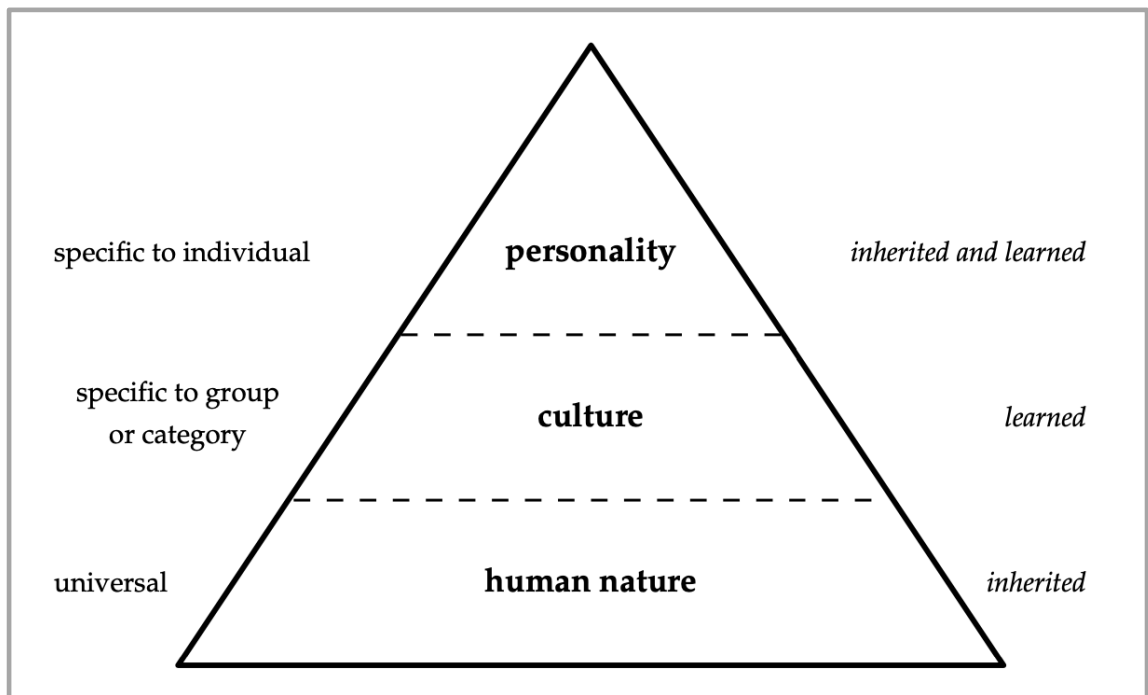 specific to individual
personality
inherited and learned
specific to group
or category
culture
learned
universal
human nature
inherited